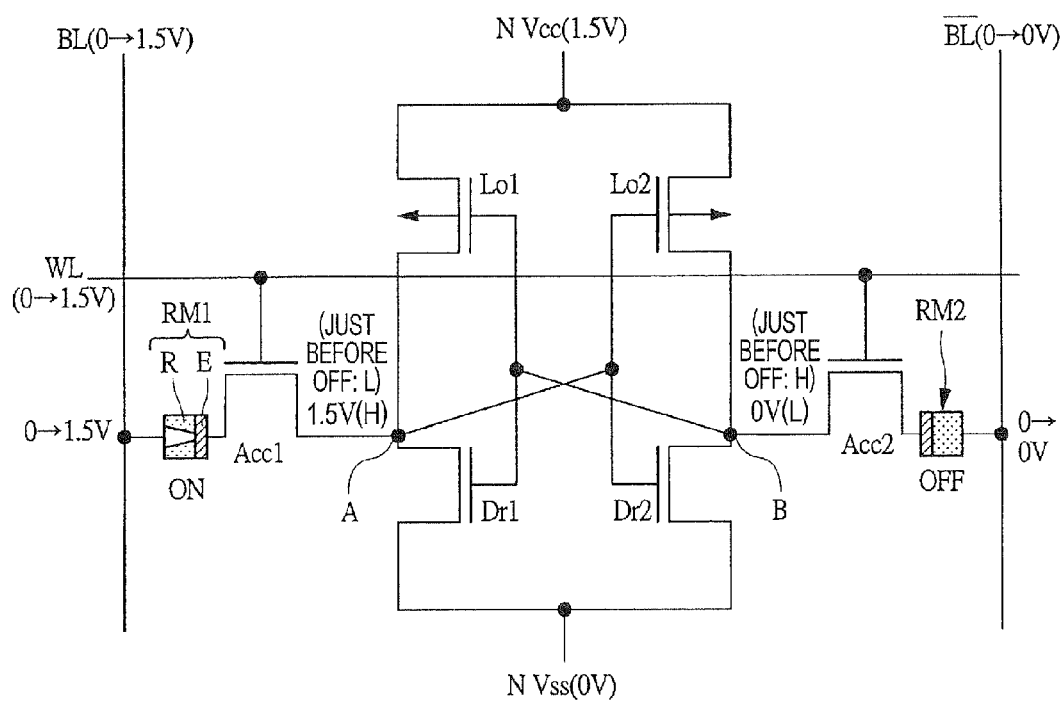 BL(0→1.5V)
N Vcc(1.5V)
BL(0→0V)
Lo1
Lo2
WL
(0→1.5V)
RM1
R E
(JUST
BEFORE
OFF: L)
1.5V(H)
(JUST
BEFORE
OFF: H)
0V(L)
RM2
0→1.5V
Acc1
Acc2
0→
0V
ON
OFF
A
Dr1
Dr2
B
N Vss(0V)